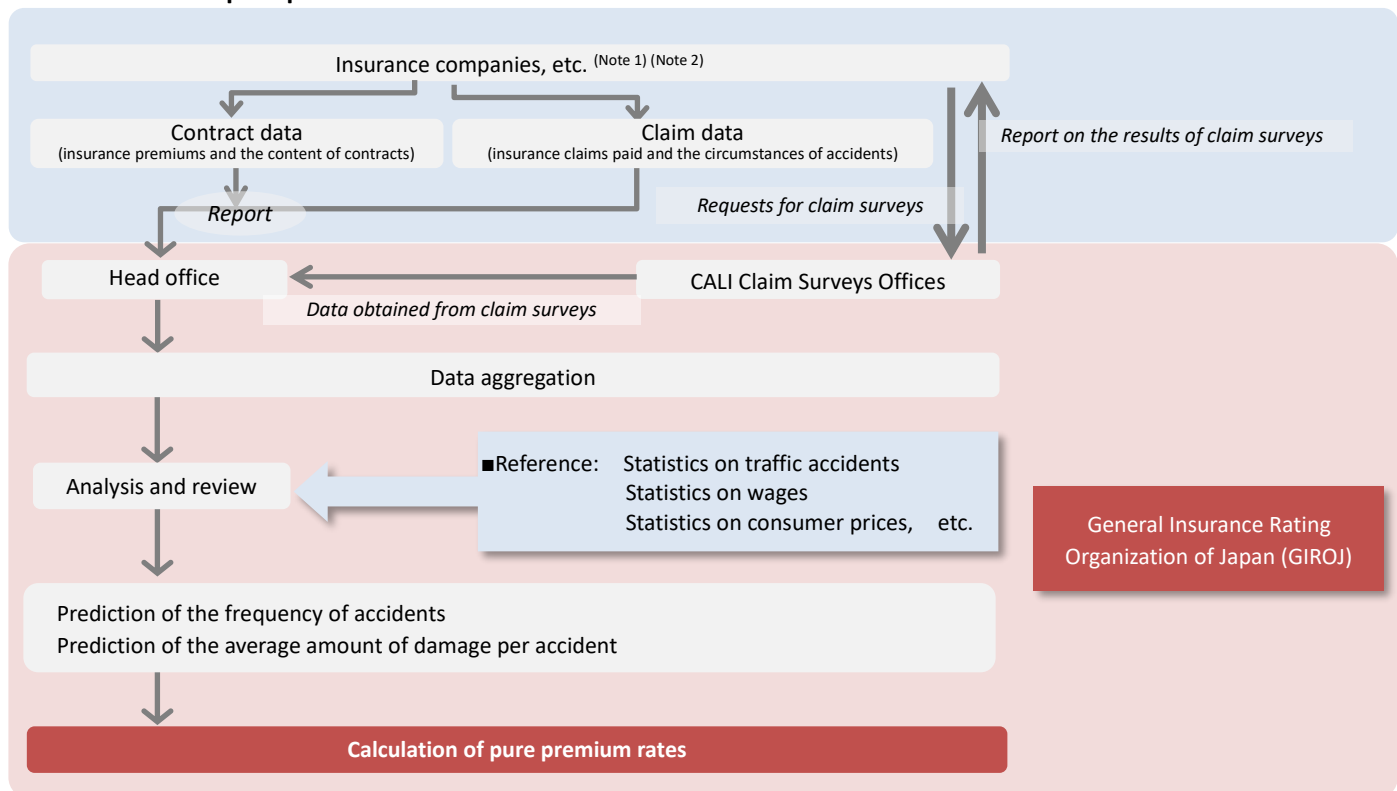 Insurance companies, etc. (Note 1) (Note 2)
Contract data
(insurance premiums and the content of contracts)
Claim data
(insurance claims paid and the circumstances of accidents)
Report on the results of claim surveys
Report
Requests for claim surveys
Head office
CALI Claim Surveys Offices
Data obtained from claim surveys
Data aggregation
■Reference: Statistics on traffic accidents
Statistics on wages
Statistics on consumer prices, etc.
Analysis and review
General Insurance Rating
Organization of Japan (GIROJ)
Prediction of the frequency of accidents
Prediction of the average amount of damage per accident
Calculation of pure premium rates